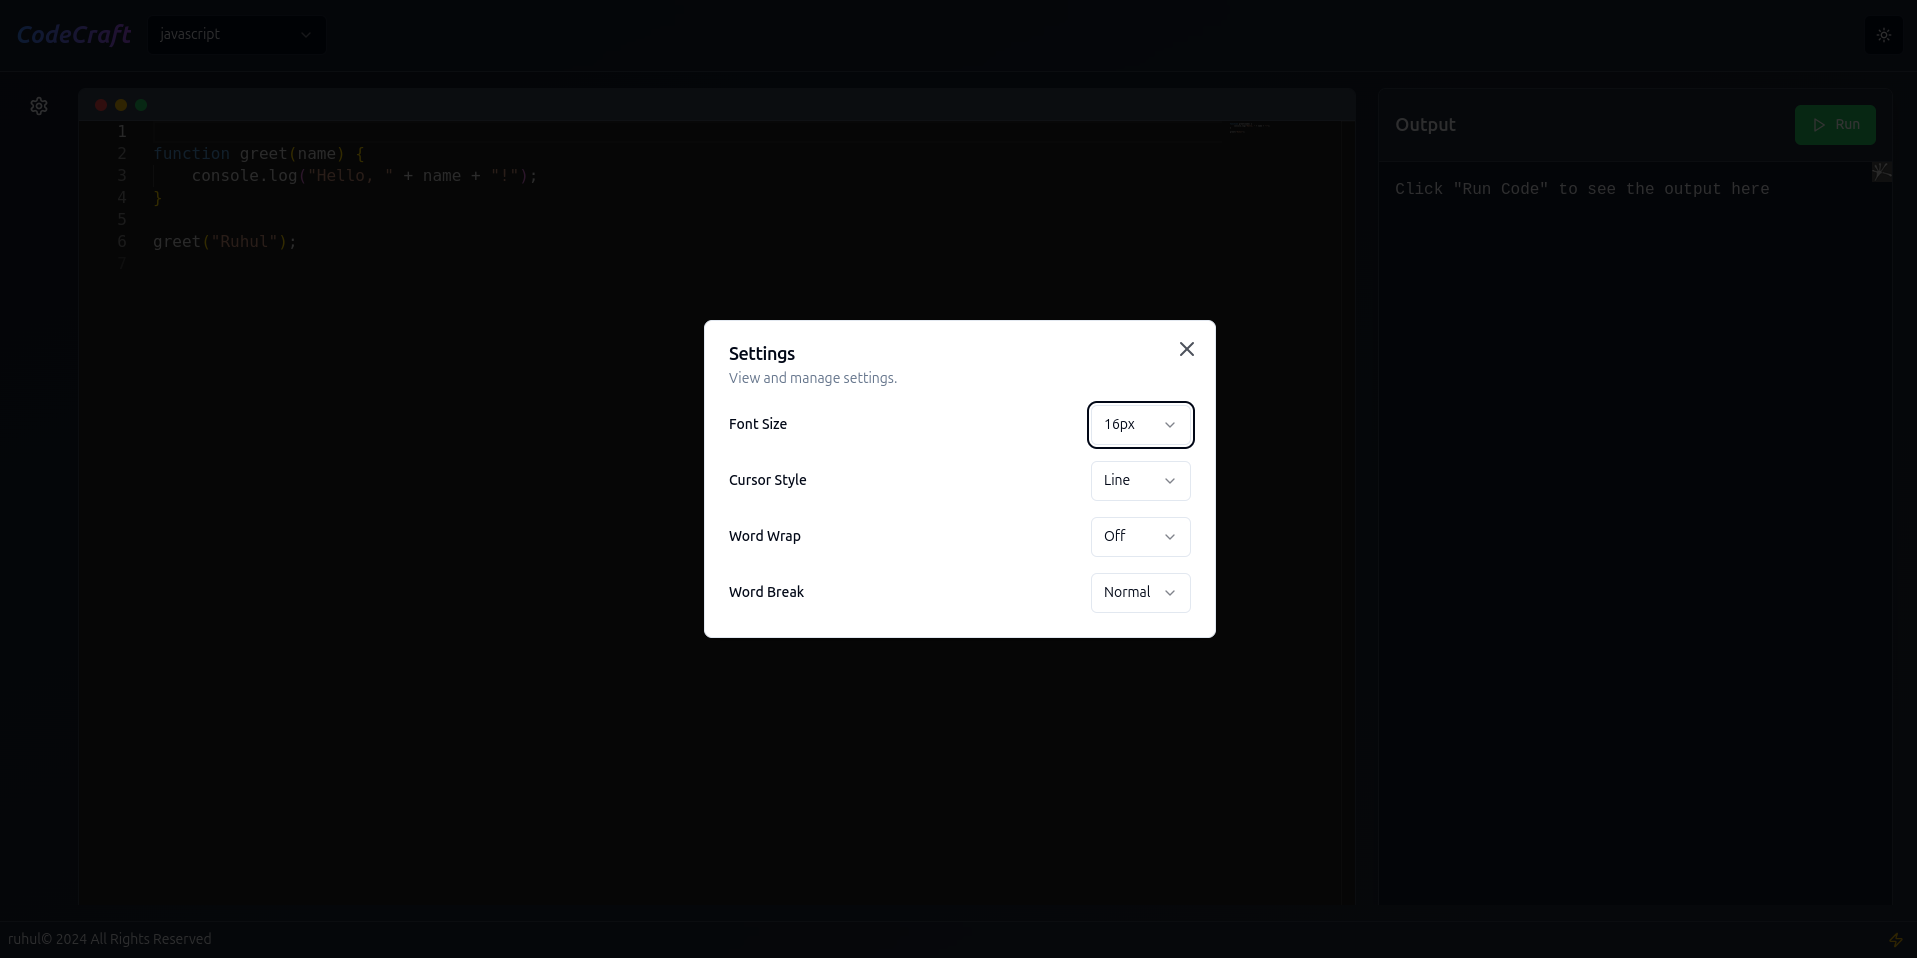 CodeCraft
javascript
1
2 function greet(name) {
3 console.log("Hello, " + name + "!");
4 }
5
6 greet("Ruhul");
7
Output
Run
Click "Run Code" to see the output here
Settings
View and manage settings.
Font Size 16px
Cursor Style Line
Word Wrap Off
Word Break Normal
ruhul© 2024 All Rights Reserved